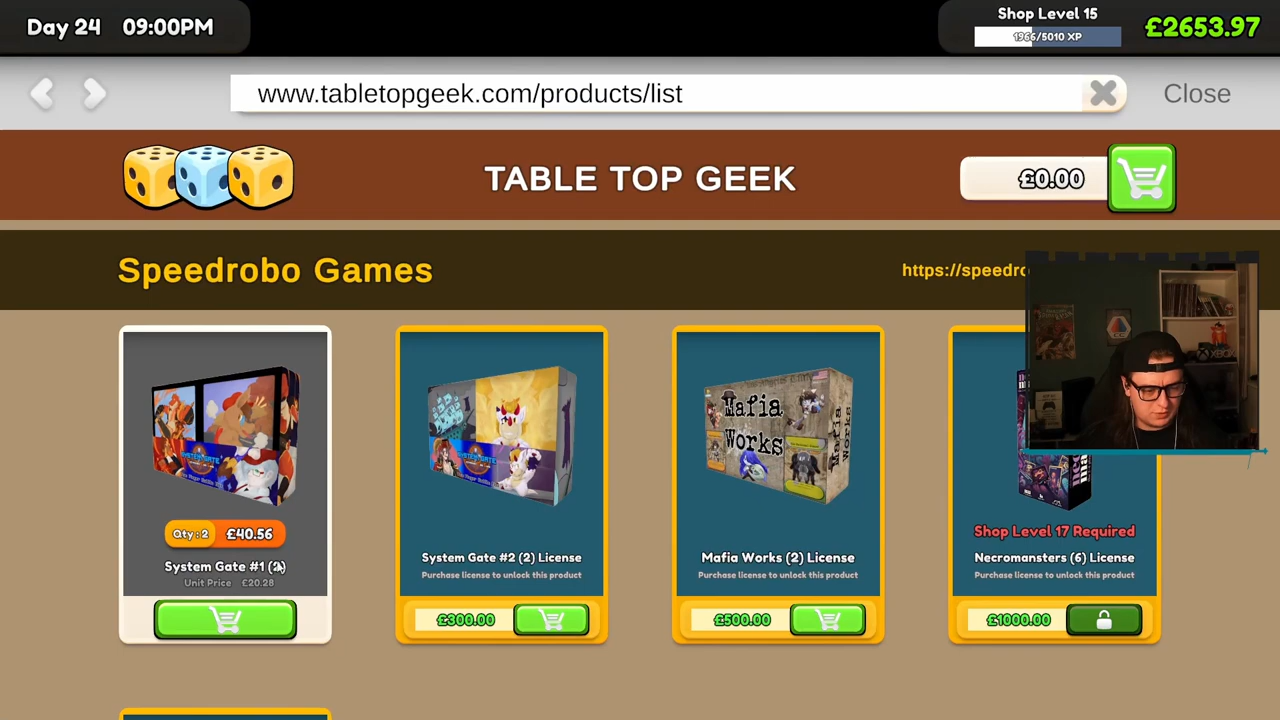 Day 24 09:00PM
Shop Level 15
1966/5010 XP
£2653.97
www.tabletopgeek.com/products/list
Close
TABLE TOP GEEK
£0.00
Speedrobo Games
https://speedro
Mafia Works
Mafia Works
Qty: 2 £40.56
System Gate #1 (2)
Unit Price £20.28
System Gate #2 (2) License
Purchase license to unlock this product
£300.00
Mafia Works (2) License
Purchase license to unlock this product
£500.00
Shop Level 17 Required
Necromansters (6) License
Purchase license to unlock this product
£1000.00